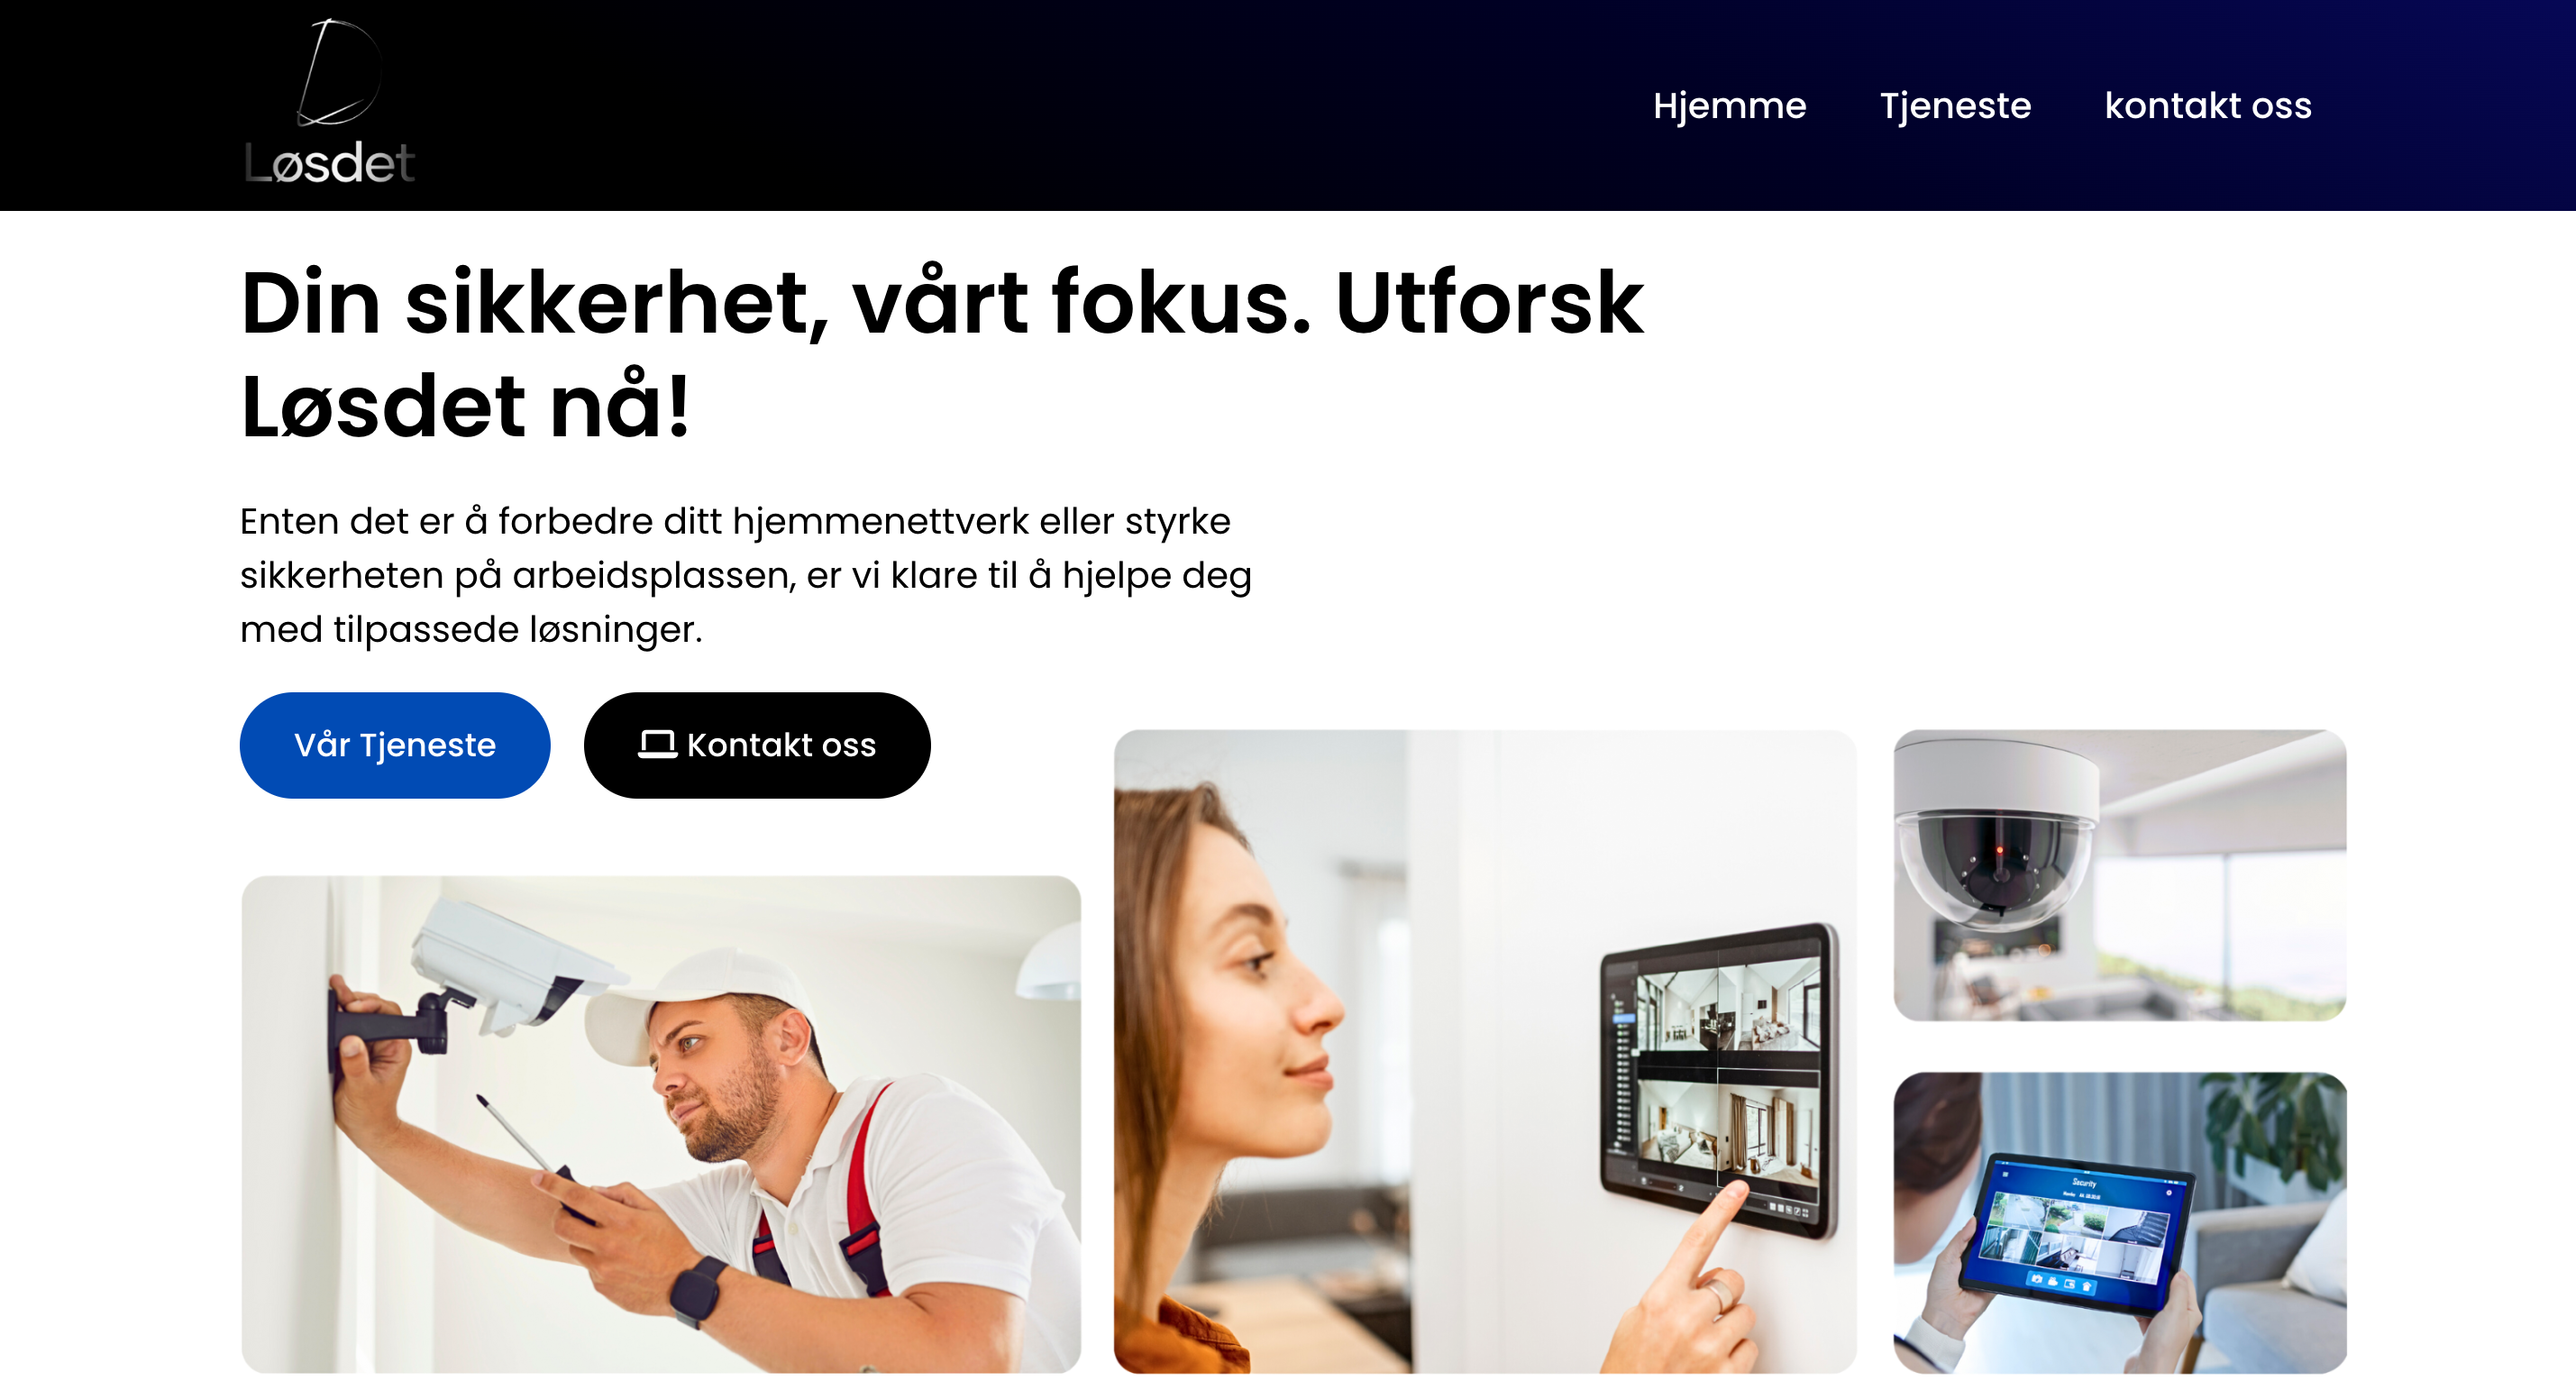 Løsdet
Hjemme
Tjeneste
kontakt oss
Din sikkerhet, vårt fokus. Utforsk
Løsdet nå!
Enten det er å forbedre ditt hjemmenettverk eller styrke
sikkerheten på arbeidsplassen, er vi klare til å hjelpe deg
med tilpassede løsninger.
Vår Tjeneste
Kontakt oss
Security